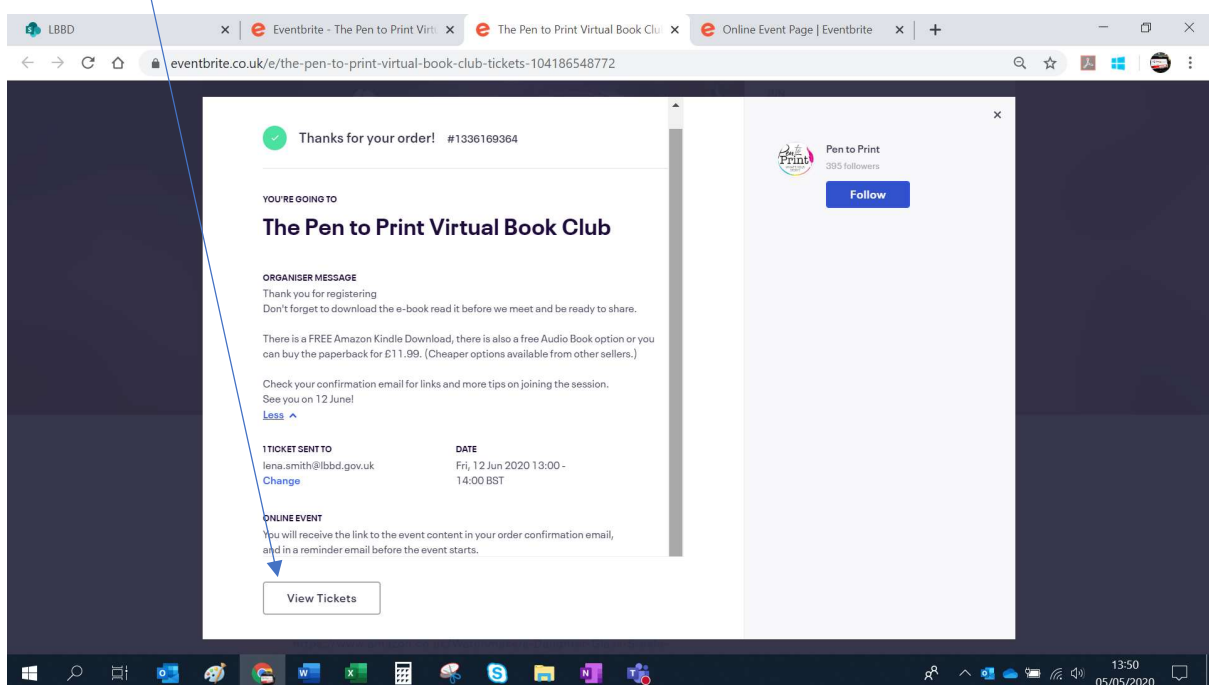 LBBD
Eventbrite - The Pen to Print Virtu
The Pen to Print Virtual Book Clu
Online Event Page | Eventbrite
eventbrite.co.uk/e/the-pen-to-print-virtual-book-club-tickets-104186548772
Thanks for your order! #1336169364
YOU'RE GOING TO
The Pen to Print Virtual Book Club
ORGANISER MESSAGE
Thank you for registering
Don't forget to download the e-book read it before we meet and be ready to share.
There is a FREE Amazon Kindle Download, there is also a free Audio Book option or you
can buy the paperback for £11.99. (Cheaper options available from other sellers.)
Check your confirmation email for links and more tips on joining the session.
See you on 12 June!
Less
1 TICKET SENT TO
lena.smith@lbbd.gov.uk
Change
DATE
Fri, 12 Jun 2020 13:00 -
14:00 BST
ONLINE EVENT
You will receive the link to the event content in your order confirmation email,
and in a reminder email before the event starts.
View Tickets
Pen to Print
Pen to Print
395 followers
Follow
13:50
05/05/2020